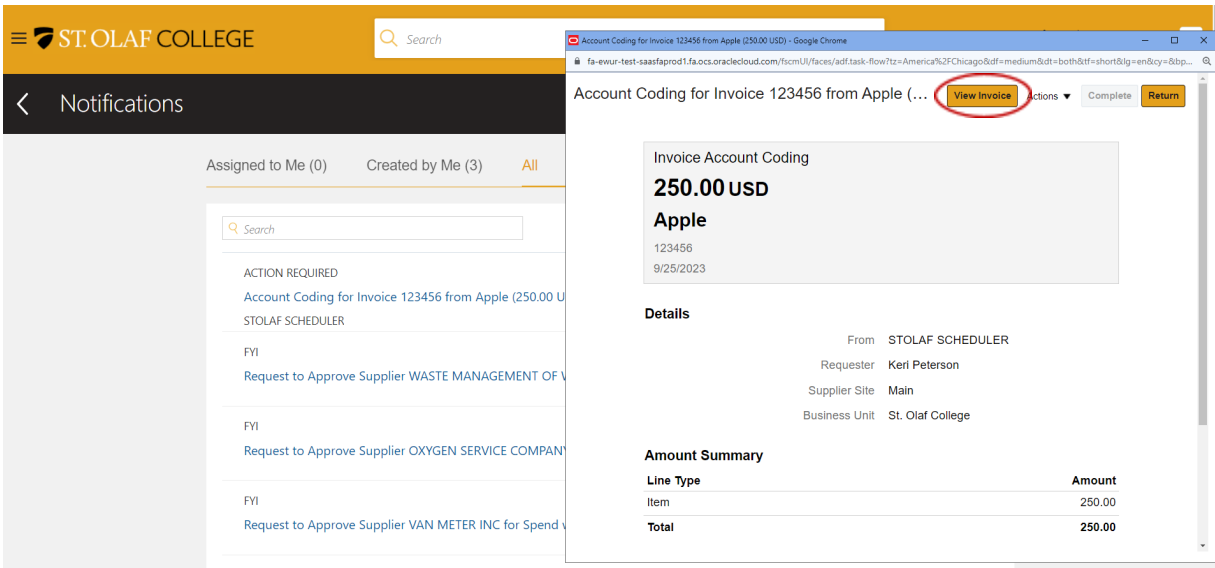 ST. OLAF COLLEGE
Search
Notifications
Assigned to Me (0)
Created by Me (3)
All
Search
ACTION REQUIRED
Account Coding for Invoice 123456 from Apple (250.00 U
STOLAF SCHEDULER
FYI
Request to Approve Supplier WASTE MANAGEMENT OF
FYI
Request to Approve Supplier OXYGEN SERVICE COMPANY
FYI
Request to Approve Supplier VAN METER INC for Spend
Account Coding for Invoice 123456 from Apple (250.00 USD) - Google Chrome
fa-ewur-test-saasfaprod1.fa.ocs.oraclecloud.com/fscmUI/faces/adf.task-flow?tz=America%2FChicago&df=medium&dt=both&tf=short&lg=en&cy=&bp...
Account Coding for Invoice 123456 from Apple (...
View Invoice
Actions
Complete
Return
Invoice Account Coding
250.00 USD
Apple
123456
9/25/2023
Details
From STOLAF SCHEDULER
Requester Keri Peterson
Supplier Site Main
Business Unit St. Olaf College
Amount Summary
Line Type Amount
Item 250.00
Total 250.00